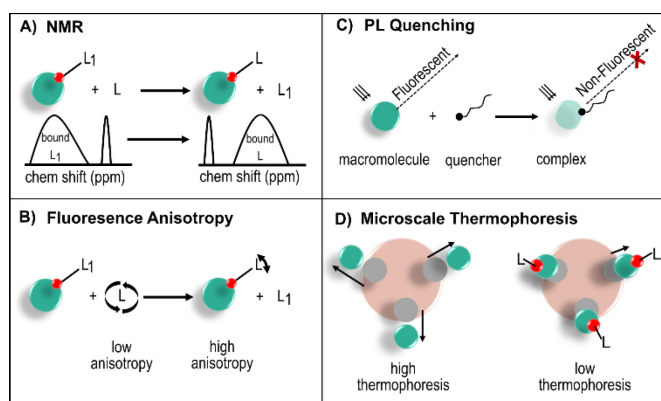 A) NMR
L₁
+ L
L
+ L₁
bound
L₁
bound
L
chem shift (ppm)
chem shift (ppm)
B) Fluoresence Anisotropy
L₁
+
L
L
+ L₁
low
anisotropy
high
anisotropy
C) PL Quenching
Fluorescent
Non-Fluorescent
+
macromolecule
quencher
complex
D) Microscale Thermophoresis
L
L
L
high
thermophoresis
low
thermophoresis